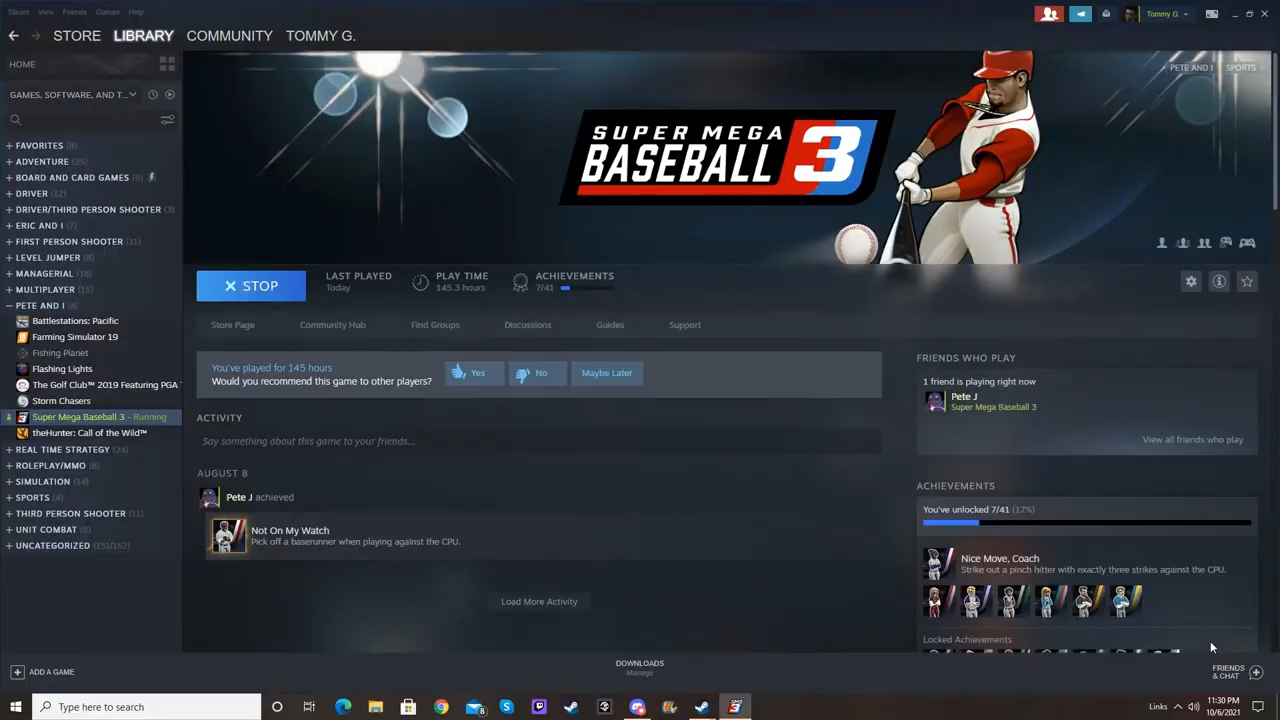 Steam View Friends Games Help
Tommy G.
STORE LIBRARY COMMUNITY TOMMY G.
HOME
GAMES, SOFTWARE, AND T...
FAVORITES (8)
ADVENTURE (35)
BOARD AND CARD GAMES (5)
DRIVER (12)
DRIVER/THIRD PERSON SHOOTER (3)
ERIC AND I (7)
FIRST PERSON SHOOTER (11)
LEVEL JUMPER (8)
MANAGERIAL (18)
MULTIPLAYER (15)
PETE AND I (8)
Battlestations: Pacific
Farming Simulator 19
Fishing Planet
Flashing Lights
The Golf Club™ 2019 Featuring PGA T
Storm Chasers
Super Mega Baseball 3 - Running
theHunter: Call of the Wild™
REAL TIME STRATEGY (24)
ROLEPLAY/MMO (8)
SIMULATION (14)
SPORTS (4)
THIRD PERSON SHOOTER (11)
UNIT COMBAT (8)
UNCATEGORIZED (151/152)
PETE AND I SPORTS
SUPER MEGA
BASEBALL 3
STOP
LAST PLAYED
Today
PLAY TIME
145.3 hours
ACHIEVEMENTS
7/41
Store Page Community Hub Find Groups Discussions Guides Support
You've played for 145 hours
Would you recommend this game to other players?
Yes No Maybe Later
ACTIVITY
Say something about this game to your friends...
AUGUST 8
Pete J achieved
Not On My Watch
Pick off a baserunner when playing against the CPU.
Load More Activity
FRIENDS WHO PLAY
1 friend is playing right now
Pete J
Super Mega Baseball 3
View all friends who play
ACHIEVEMENTS
You've unlocked 7/41 (17%)
Nice Move, Coach
Strike out a pinch hitter with exactly three strikes against the CPU.
Locked Achievements
ADD A GAME
DOWNLOADS
Manage
FRIENDS
& CHAT
Type here to search
8
Links
11:30 PM
10/6/2021